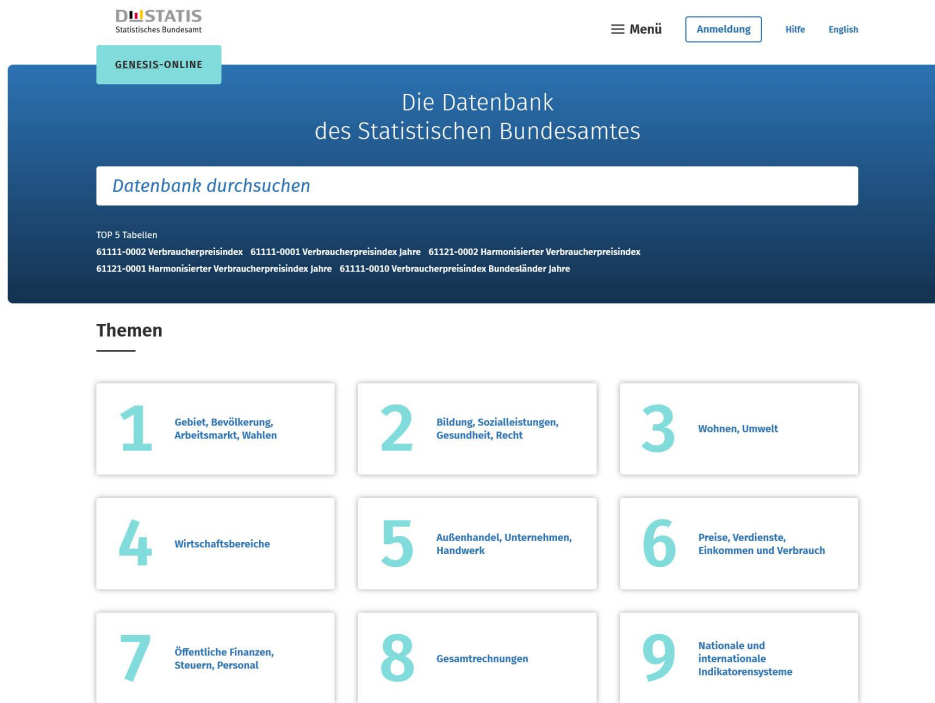 DESTATIS
Statistisches Bundesamt
Menü
Anmeldung
Hilfe
English
GENESIS-ONLINE
Die Datenbank
des Statistischen Bundesamtes
Datenbank durchsuchen
TOP 5 Tabellen
61111-0002 Verbraucherpreisindex 61111-0001 Verbraucherpreisindex Jahre 61121-0002 Harmonisierter Verbraucherpreisindex
61121-0001 Harmonisierter Verbraucherpreisindex Jahre 61111-0010 Verbraucherpreisindex Bundesländer Jahre
Themen
1
Gebiet, Bevölkerung,
Arbeitsmarkt, Wahlen
2
Bildung, Sozialleistungen,
Gesundheit, Recht
3
Wohnen, Umwelt
4
Wirtschaftsbereiche
5
Außenhandel, Unternehmen,
Handwerk
6
Preise, Verdienste,
Einkommen und Verbrauch
7
Öffentliche Finanzen,
Steuern, Personal
8
Gesamtrechnungen
9
Nationale und
internationale
Indikatorensysteme